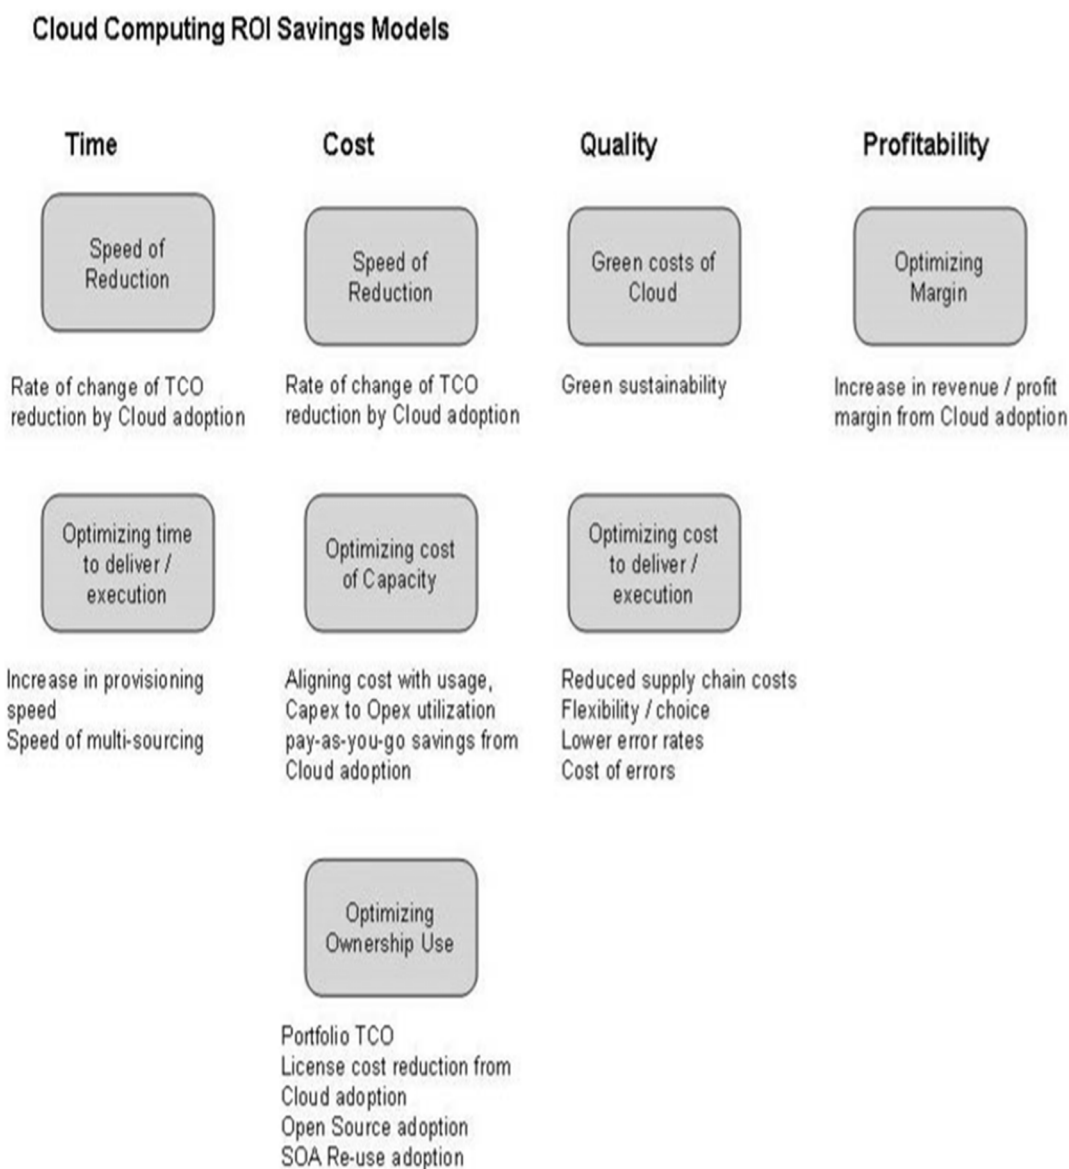 Cloud Computing ROI Savings Models
Time
Cost
Quality
Profitability
Speed of
Reduction
Speed of
Reduction
Green costs of
Cloud
Optimizing
Margin
Rate of change of TCO
reduction by Cloud adoption
Rate of change of TCO
reduction by Cloud adoption
Green sustainability
Increase in revenue / profit
margin from Cloud adoption
Optimizing time
to deliver /
execution
Optimizing cost
of Capacity
Optimizing cost
to deliver /
execution
Increase in provisioning
speed
Speed of multi-sourcing
Aligning cost with usage,
Capex to Opex utilization
pay-as-you-go savings from
Cloud adoption
Reduced supply chain costs
Flexibility / choice
Lower error rates
Cost of errors
Optimizing
Ownership Use
Portfolio TCO
License cost reduction from
Cloud adoption
Open Source adoption
SOA Re-use adoption